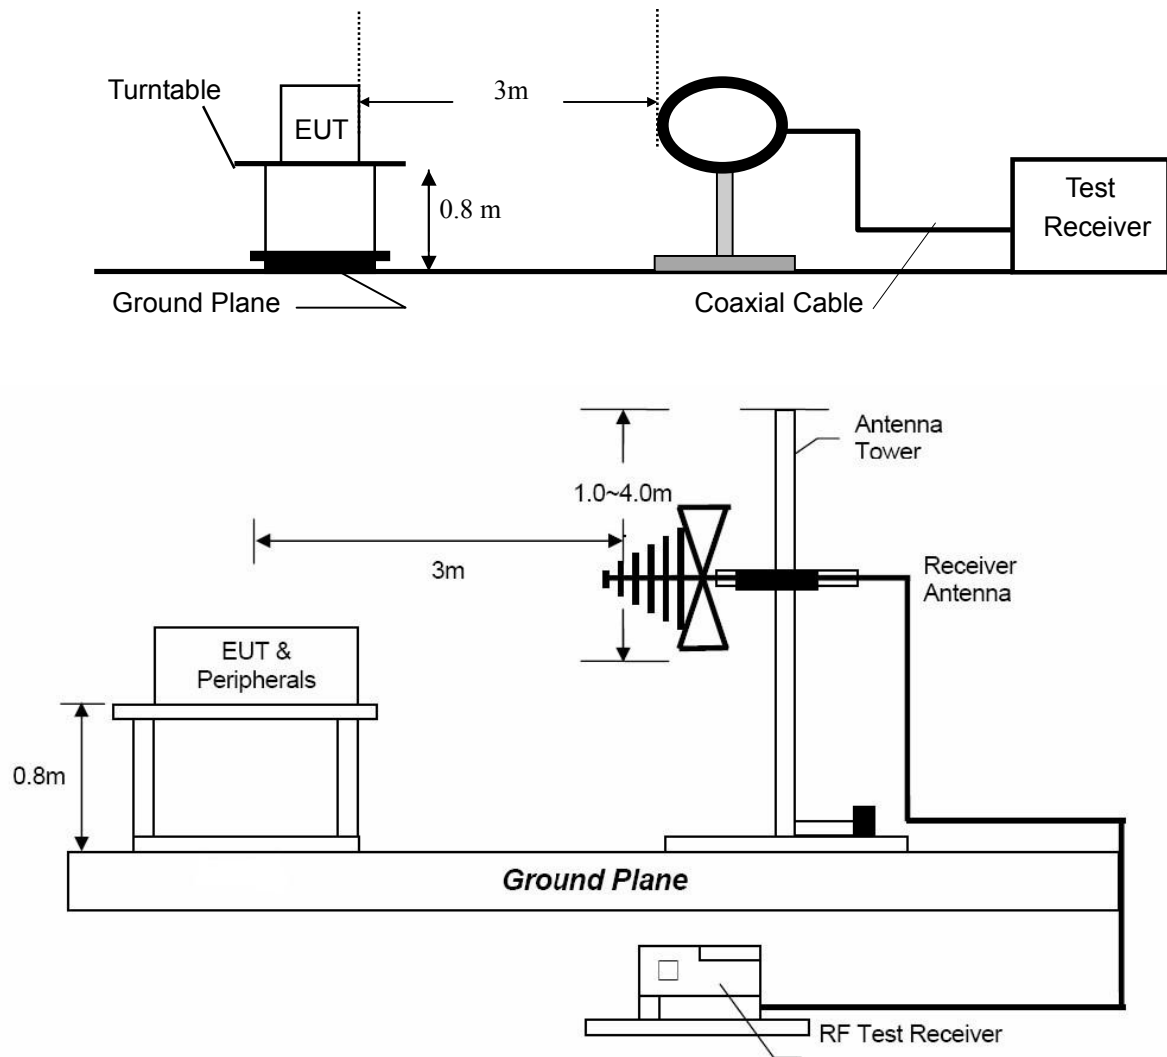 Turntable
EUT
3m
0.8 m
Test
Receiver
Ground Plane
Coaxial Cable
Antenna
Tower
1.0~4.0m
3m
Receiver
Antenna
EUT &
Peripherals
0.8m
Ground Plane
RF Test Receiver